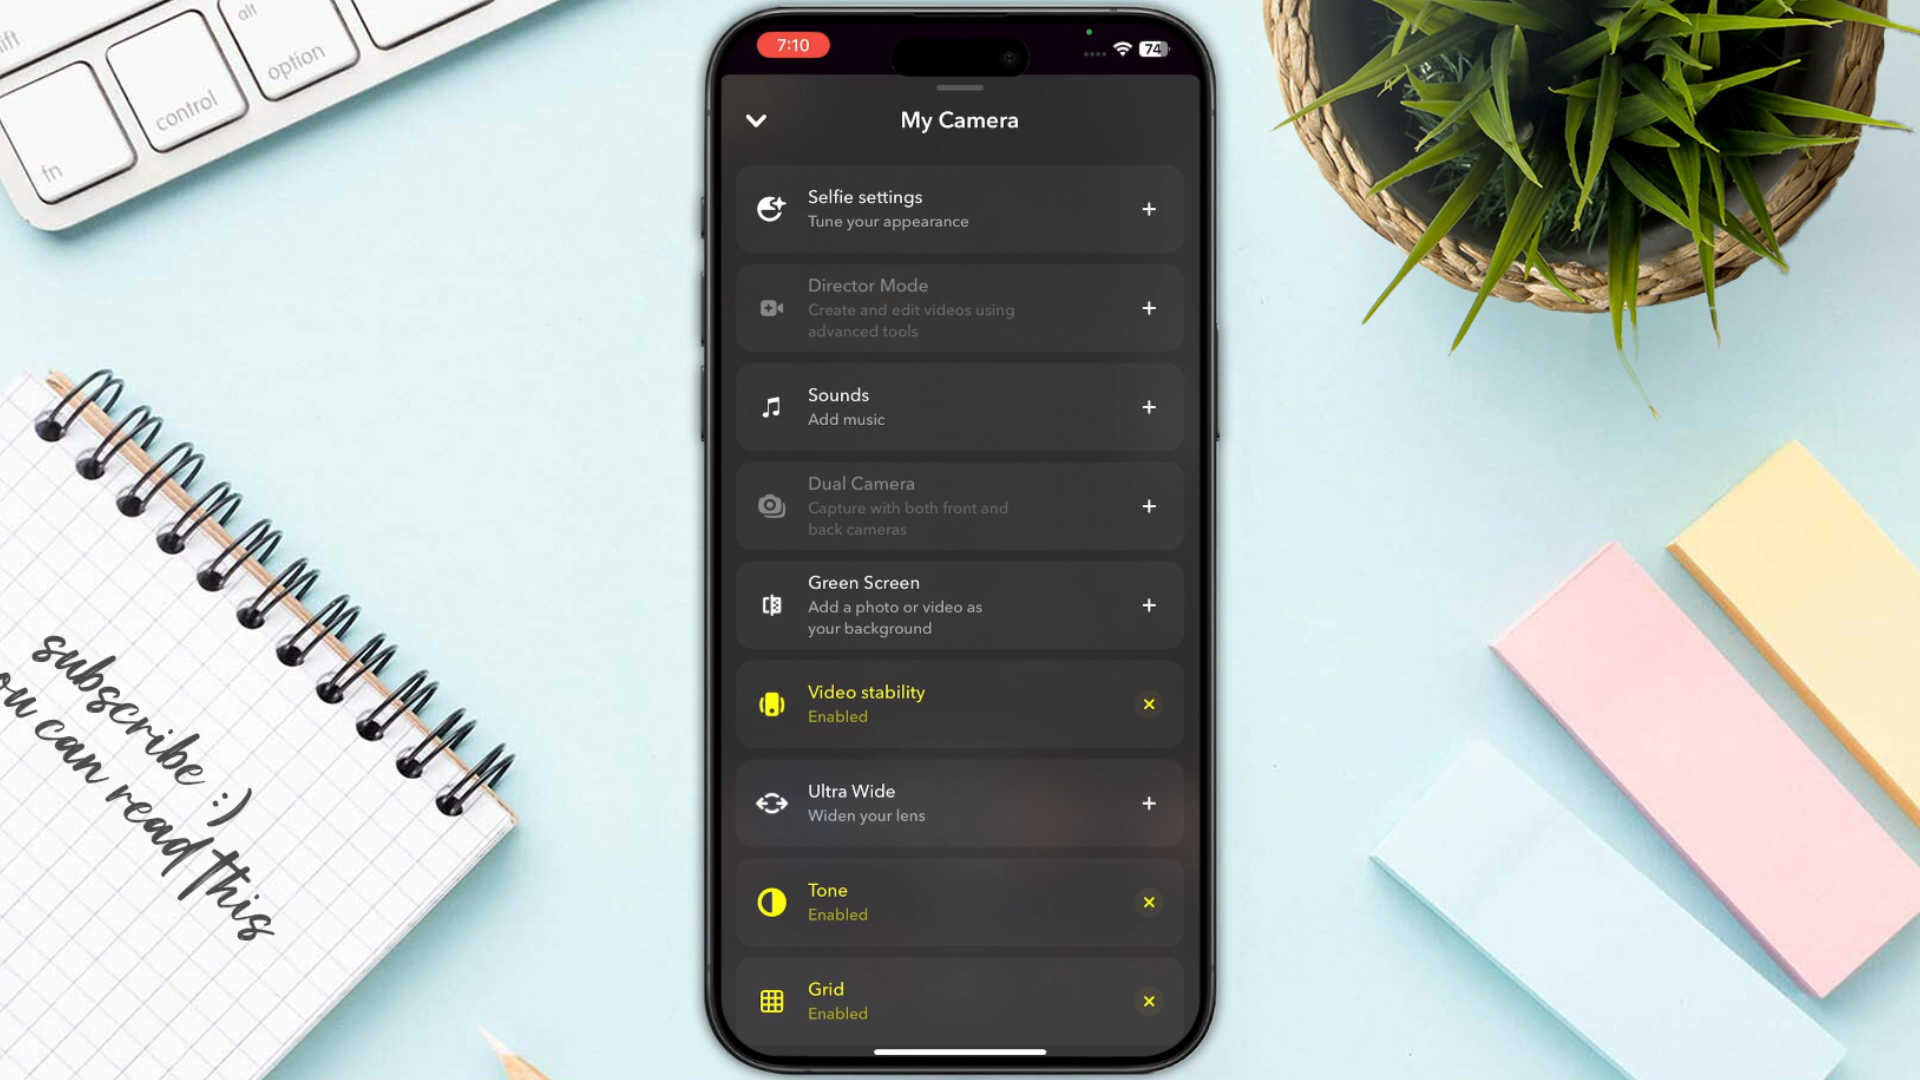 7:10
74
My Camera
Selfie settings
Tune your appearance
Director Mode
Create and edit videos using
advanced tools
Sounds
Add music
Dual Camera
Capture with both front and
back cameras
Green Screen
Add a photo or video as
your background
Video stability
Enabled
Ultra Wide
Widen your lens
Tone
Enabled
Grid
Enabled
alt
option
control
fn
subscribe :)
can read this